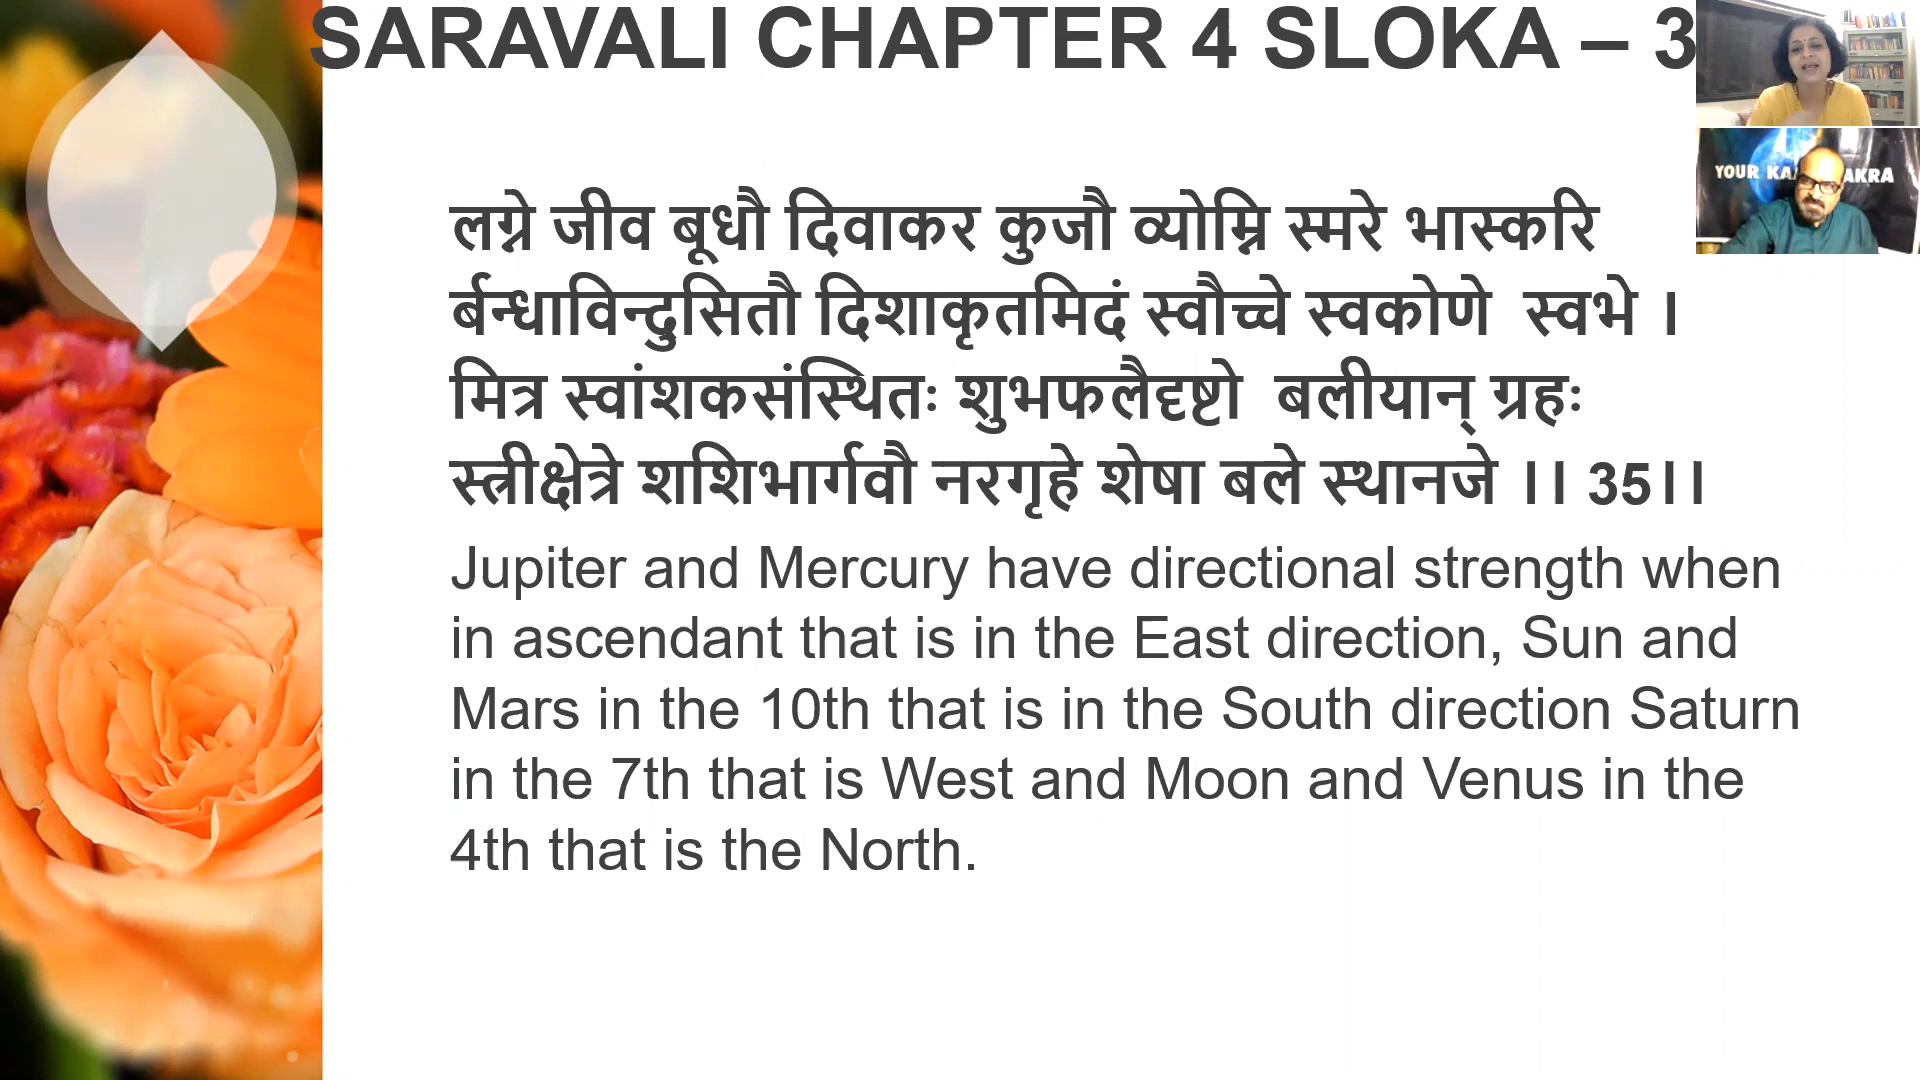 SARAVALI CHAPTER 4 SLOKA – 3
YOUR KA AKRA
लग्ने जीव बूधौ दिवाकर कुजौ व्योम्नि स्मरे भास्करि
र्बन्धाविन्दुसितौ दिशाकृतमिदं स्वौच्चे स्वकोणे स्वभे ।
मित्र स्वांशकसंस्थितः शुभफलैदृष्टो बलीयान् ग्रहः
स्त्रीक्षेत्रे शशिभार्गवौ नरगृहे शेषा बले स्थानजे ।। 35।।
Jupiter and Mercury have directional strength when
in ascendant that is in the East direction, Sun and
Mars in the 10th that is in the South direction Saturn
in the 7th that is West and Moon and Venus in the
4th that is the North.